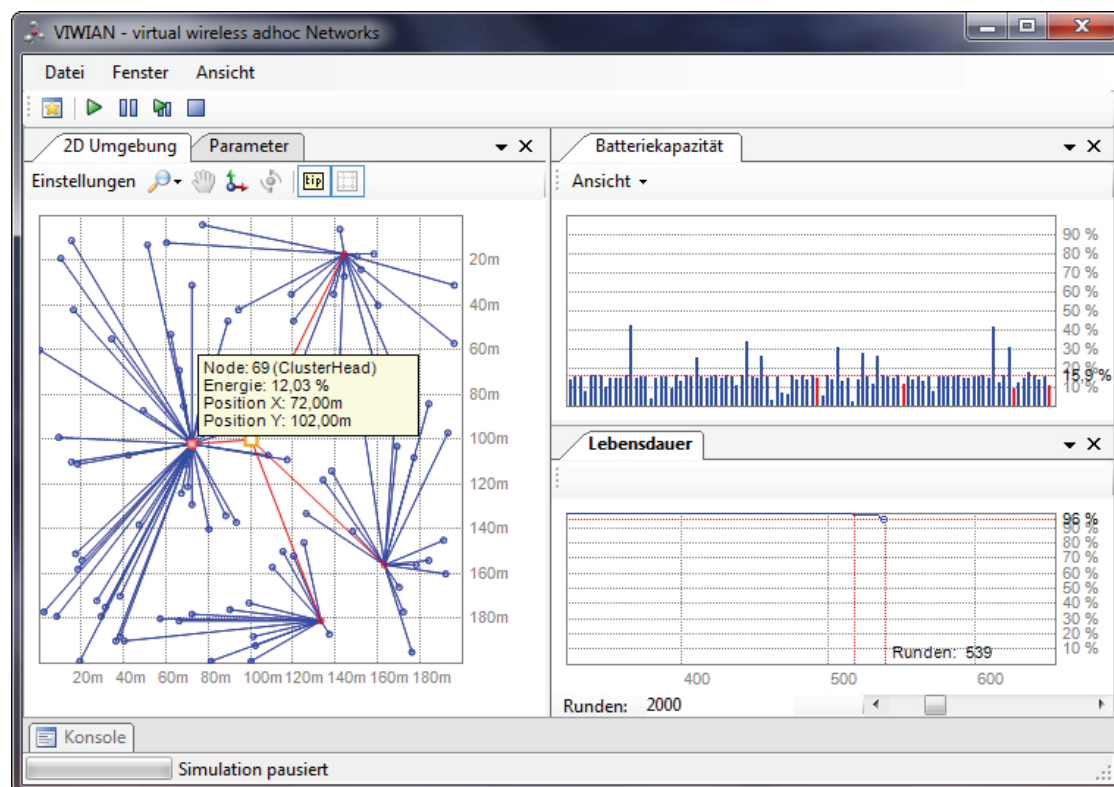 VIWIAN - virtual wireless adhoc Networks
Datei Fenster Ansicht
2D Umgebung Parameter
Einstellungen tip
20m
40m
60m
80m
100m
120m
140m
160m
180m
Node: 69 (ClusterHead)
Energie: 12,03 %
Position X: 72,00m
Position Y: 102,00m
20m 40m 60m 80m 100m 120m 140m 160m 180m
Batteriekapazität
Ansicht
90 %
80 %
70 %
60 %
50 %
40 %
30 %
20 %
15,9 %
10 %
Lebensdauer
96 %
90 %
80 %
70 %
60 %
50 %
40 %
30 %
20 %
10 %
Runden: 539
400 500 600
Runden: 2000
Konsole
Simulation pausiert